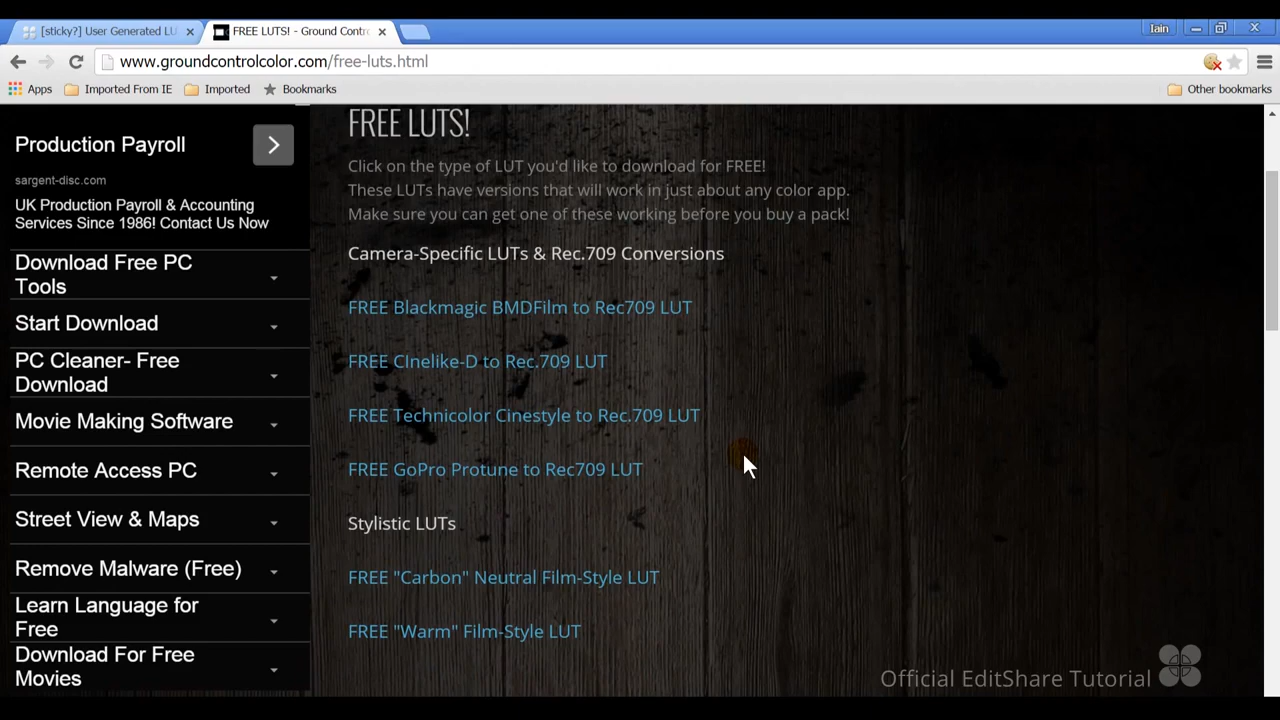 [sticky?] User Generated LU
FREE LUTS! - Ground Contro
Iain
www.groundcontrolcolor.com/free-luts.html
Apps
Imported From IE
Imported
Bookmarks
Other bookmarks
Production Payroll
sargent-disc.com
UK Production Payroll & Accounting
Services Since 1986! Contact Us Now
Download Free PC
Tools
Start Download
PC Cleaner- Free
Download
Movie Making Software
Remote Access PC
Street View & Maps
Remove Malware (Free)
Learn Language for
Free
Download For Free
Movies
FREE LUTS!
Click on the type of LUT you'd like to download for FREE!
These LUTs have versions that will work in just about any color app.
Make sure you can get one of these working before you buy a pack!
Camera-Specific LUTs & Rec.709 Conversions
FREE Blackmagic BMDFilm to Rec709 LUT
FREE CInelike-D to Rec.709 LUT
FREE Technicolor Cinestyle to Rec.709 LUT
FREE GoPro Protune to Rec709 LUT
Stylistic LUTs
FREE "Carbon" Neutral Film-Style LUT
FREE "Warm" Film-Style LUT
Official EditShare Tutorial